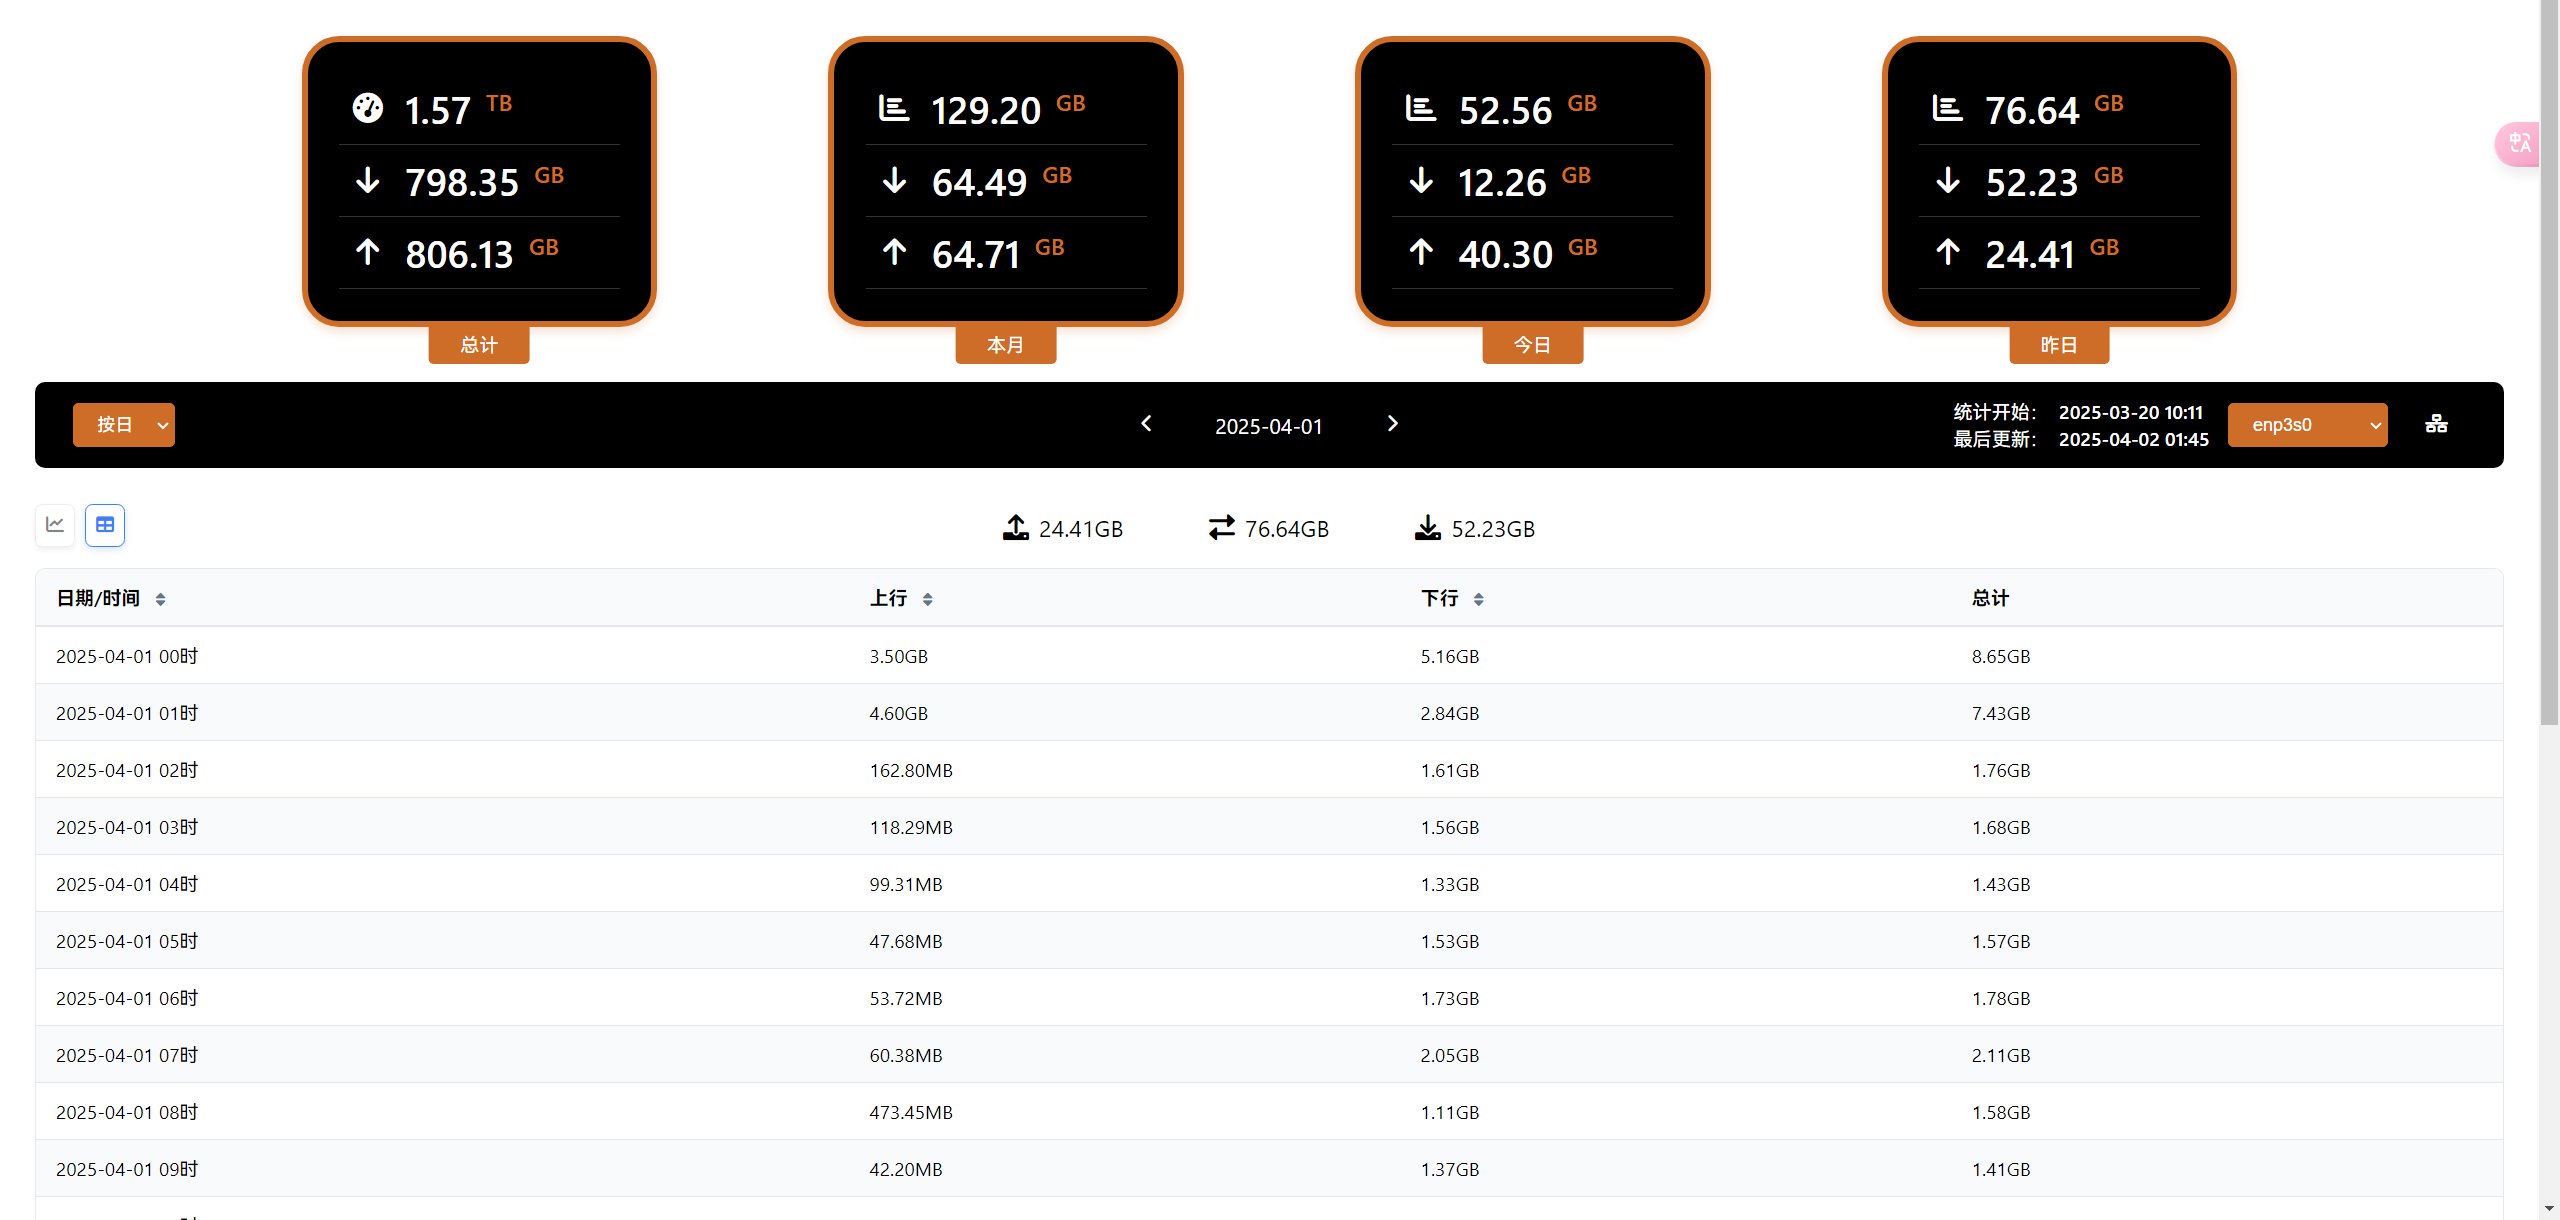 1.57 TB
798.35 GB
806.13 GB
总计
129.20 GB
64.49 GB
64.71 GB
本月
52.56 GB
12.26 GB
40.30 GB
今日
76.64 GB
52.23 GB
24.41 GB
昨日
按日
2025-04-01
统计开始： 2025-03-20 10:11
最后更新： 2025-04-02 01:45
enp3s0
24.41GB 76.64GB 52.23GB
日期/时间 上行 下行 总计
2025-04-01 00时 3.50GB 5.16GB 8.65GB
2025-04-01 01时 4.60GB 2.84GB 7.43GB
2025-04-01 02时 162.80MB 1.61GB 1.76GB
2025-04-01 03时 118.29MB 1.56GB 1.68GB
2025-04-01 04时 99.31MB 1.33GB 1.43GB
2025-04-01 05时 47.68MB 1.53GB 1.57GB
2025-04-01 06时 53.72MB 1.73GB 1.78GB
2025-04-01 07时 60.38MB 2.05GB 2.11GB
2025-04-01 08时 473.45MB 1.11GB 1.58GB
2025-04-01 09时 42.20MB 1.37GB 1.41GB